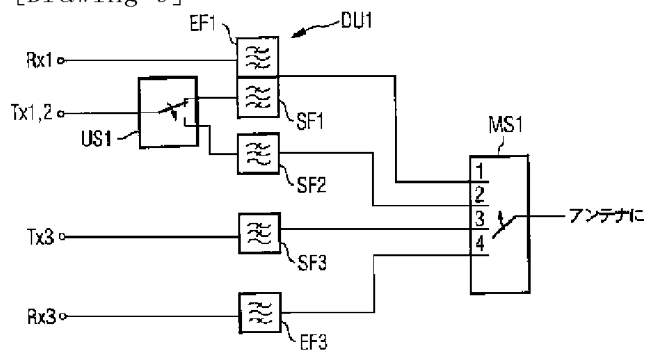 EF1
DU1
Rx1
Tx1,2
US1
SF1
MS1
SF2
1
2
3
4
アンテナに
Tx3
SF3
Rx3
EF3